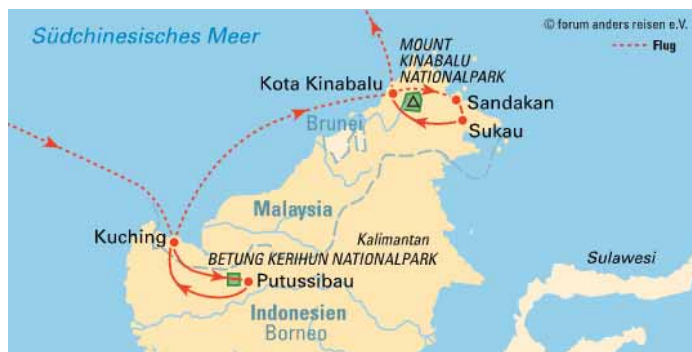 © forum anders reisen e.V.
Südchinesisches Meer
Flug
MOUNT
KINABALU
NATIONALPARK
Kota Kinabalu
Sandakan
Sukau
Brunei
Malaysia
Kuching
Kalimantan
BETUNG KERIHUN NATIONALPARK
Sulawesi
Putussibau
Indonesien
Borneo